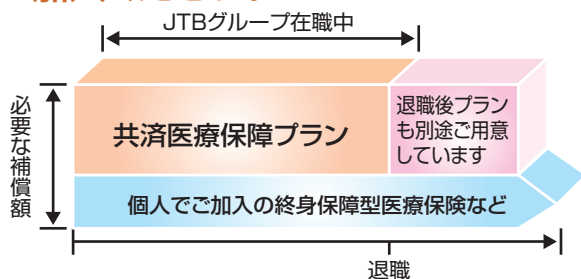 JTBグループ在職中
必要な補償額
共済医療保障プラン
退職後プラン
も別途ご用意
しています
個人でご加入の終身保障型医療保険など
退職